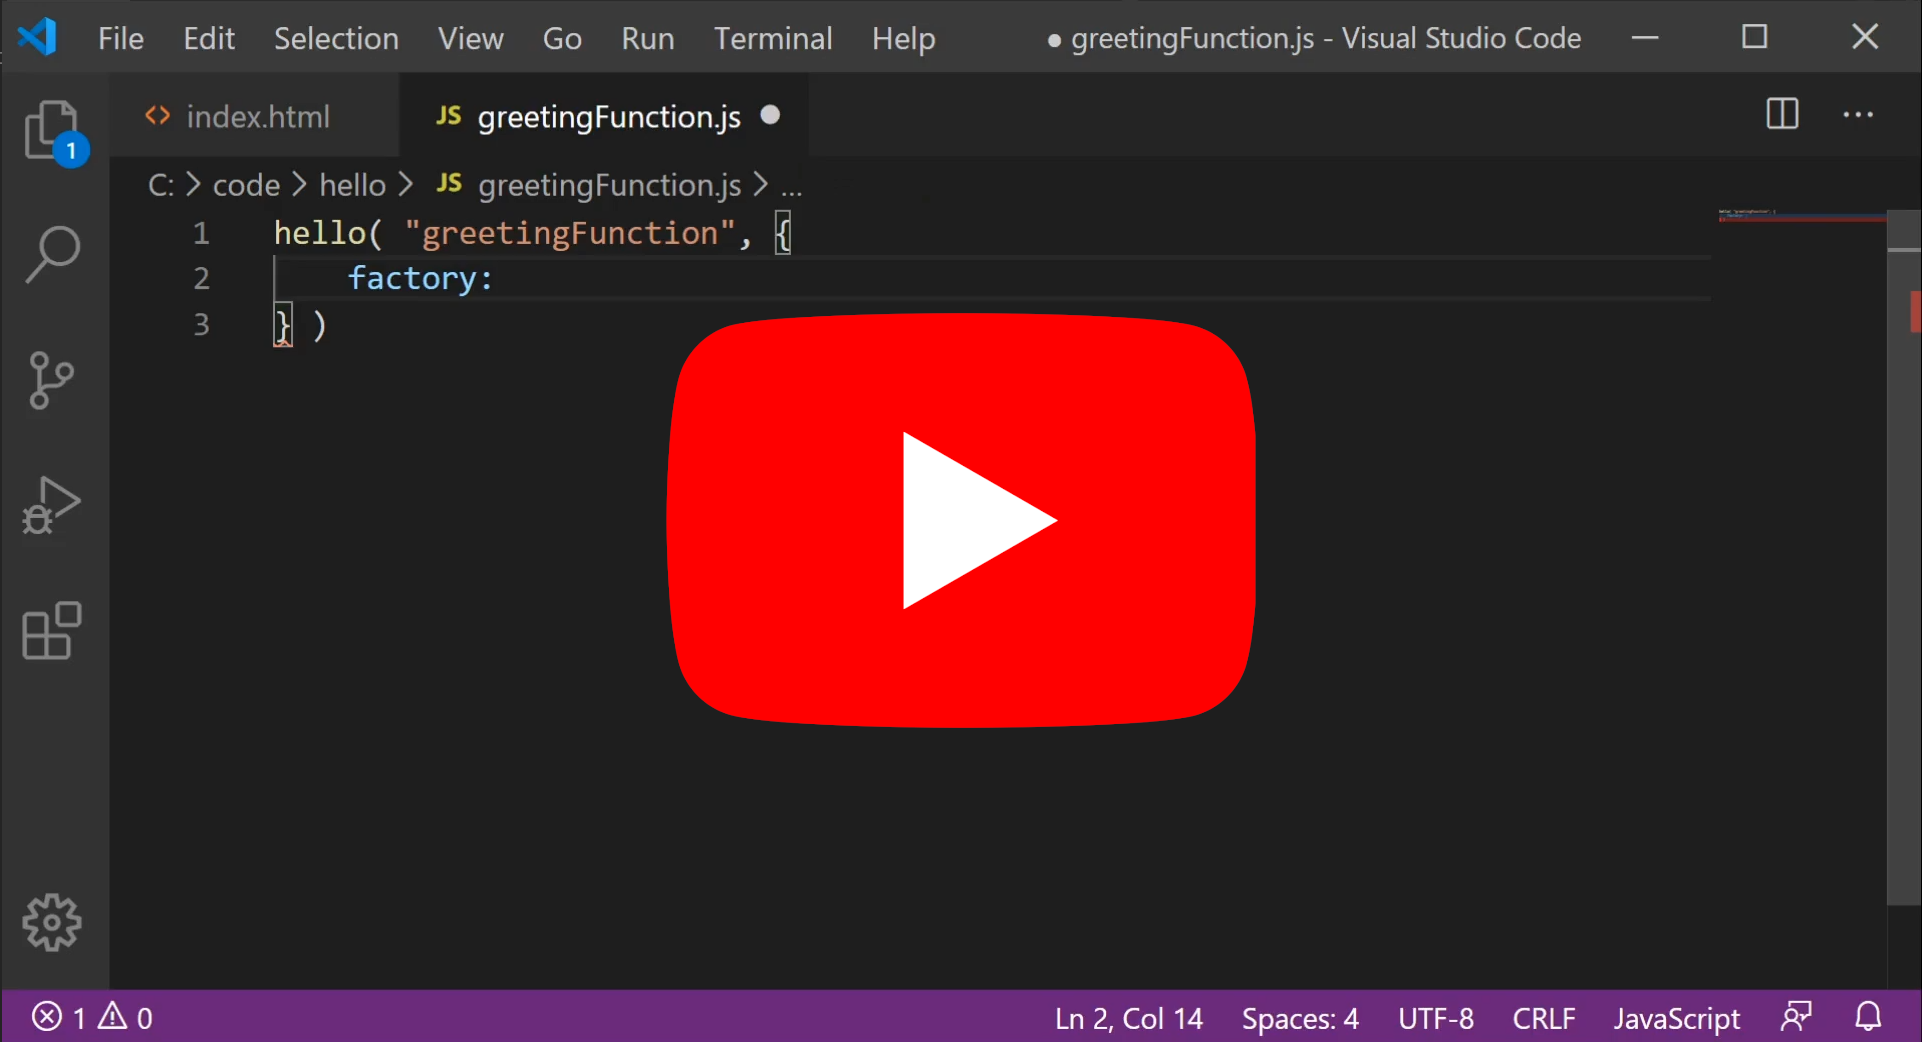 File Edit Selection View Go Run Terminal Help ● greetingFunction.js - Visual Studio Code
index.html JS greetingFunction.js
1
C: > code > hello > JS greetingFunction.js > ...
1 hello( "greetingFunction", {
2 factory:
3 } )
1 0 Ln 2, Col 14 Spaces: 4 UTF-8 CRLF JavaScript